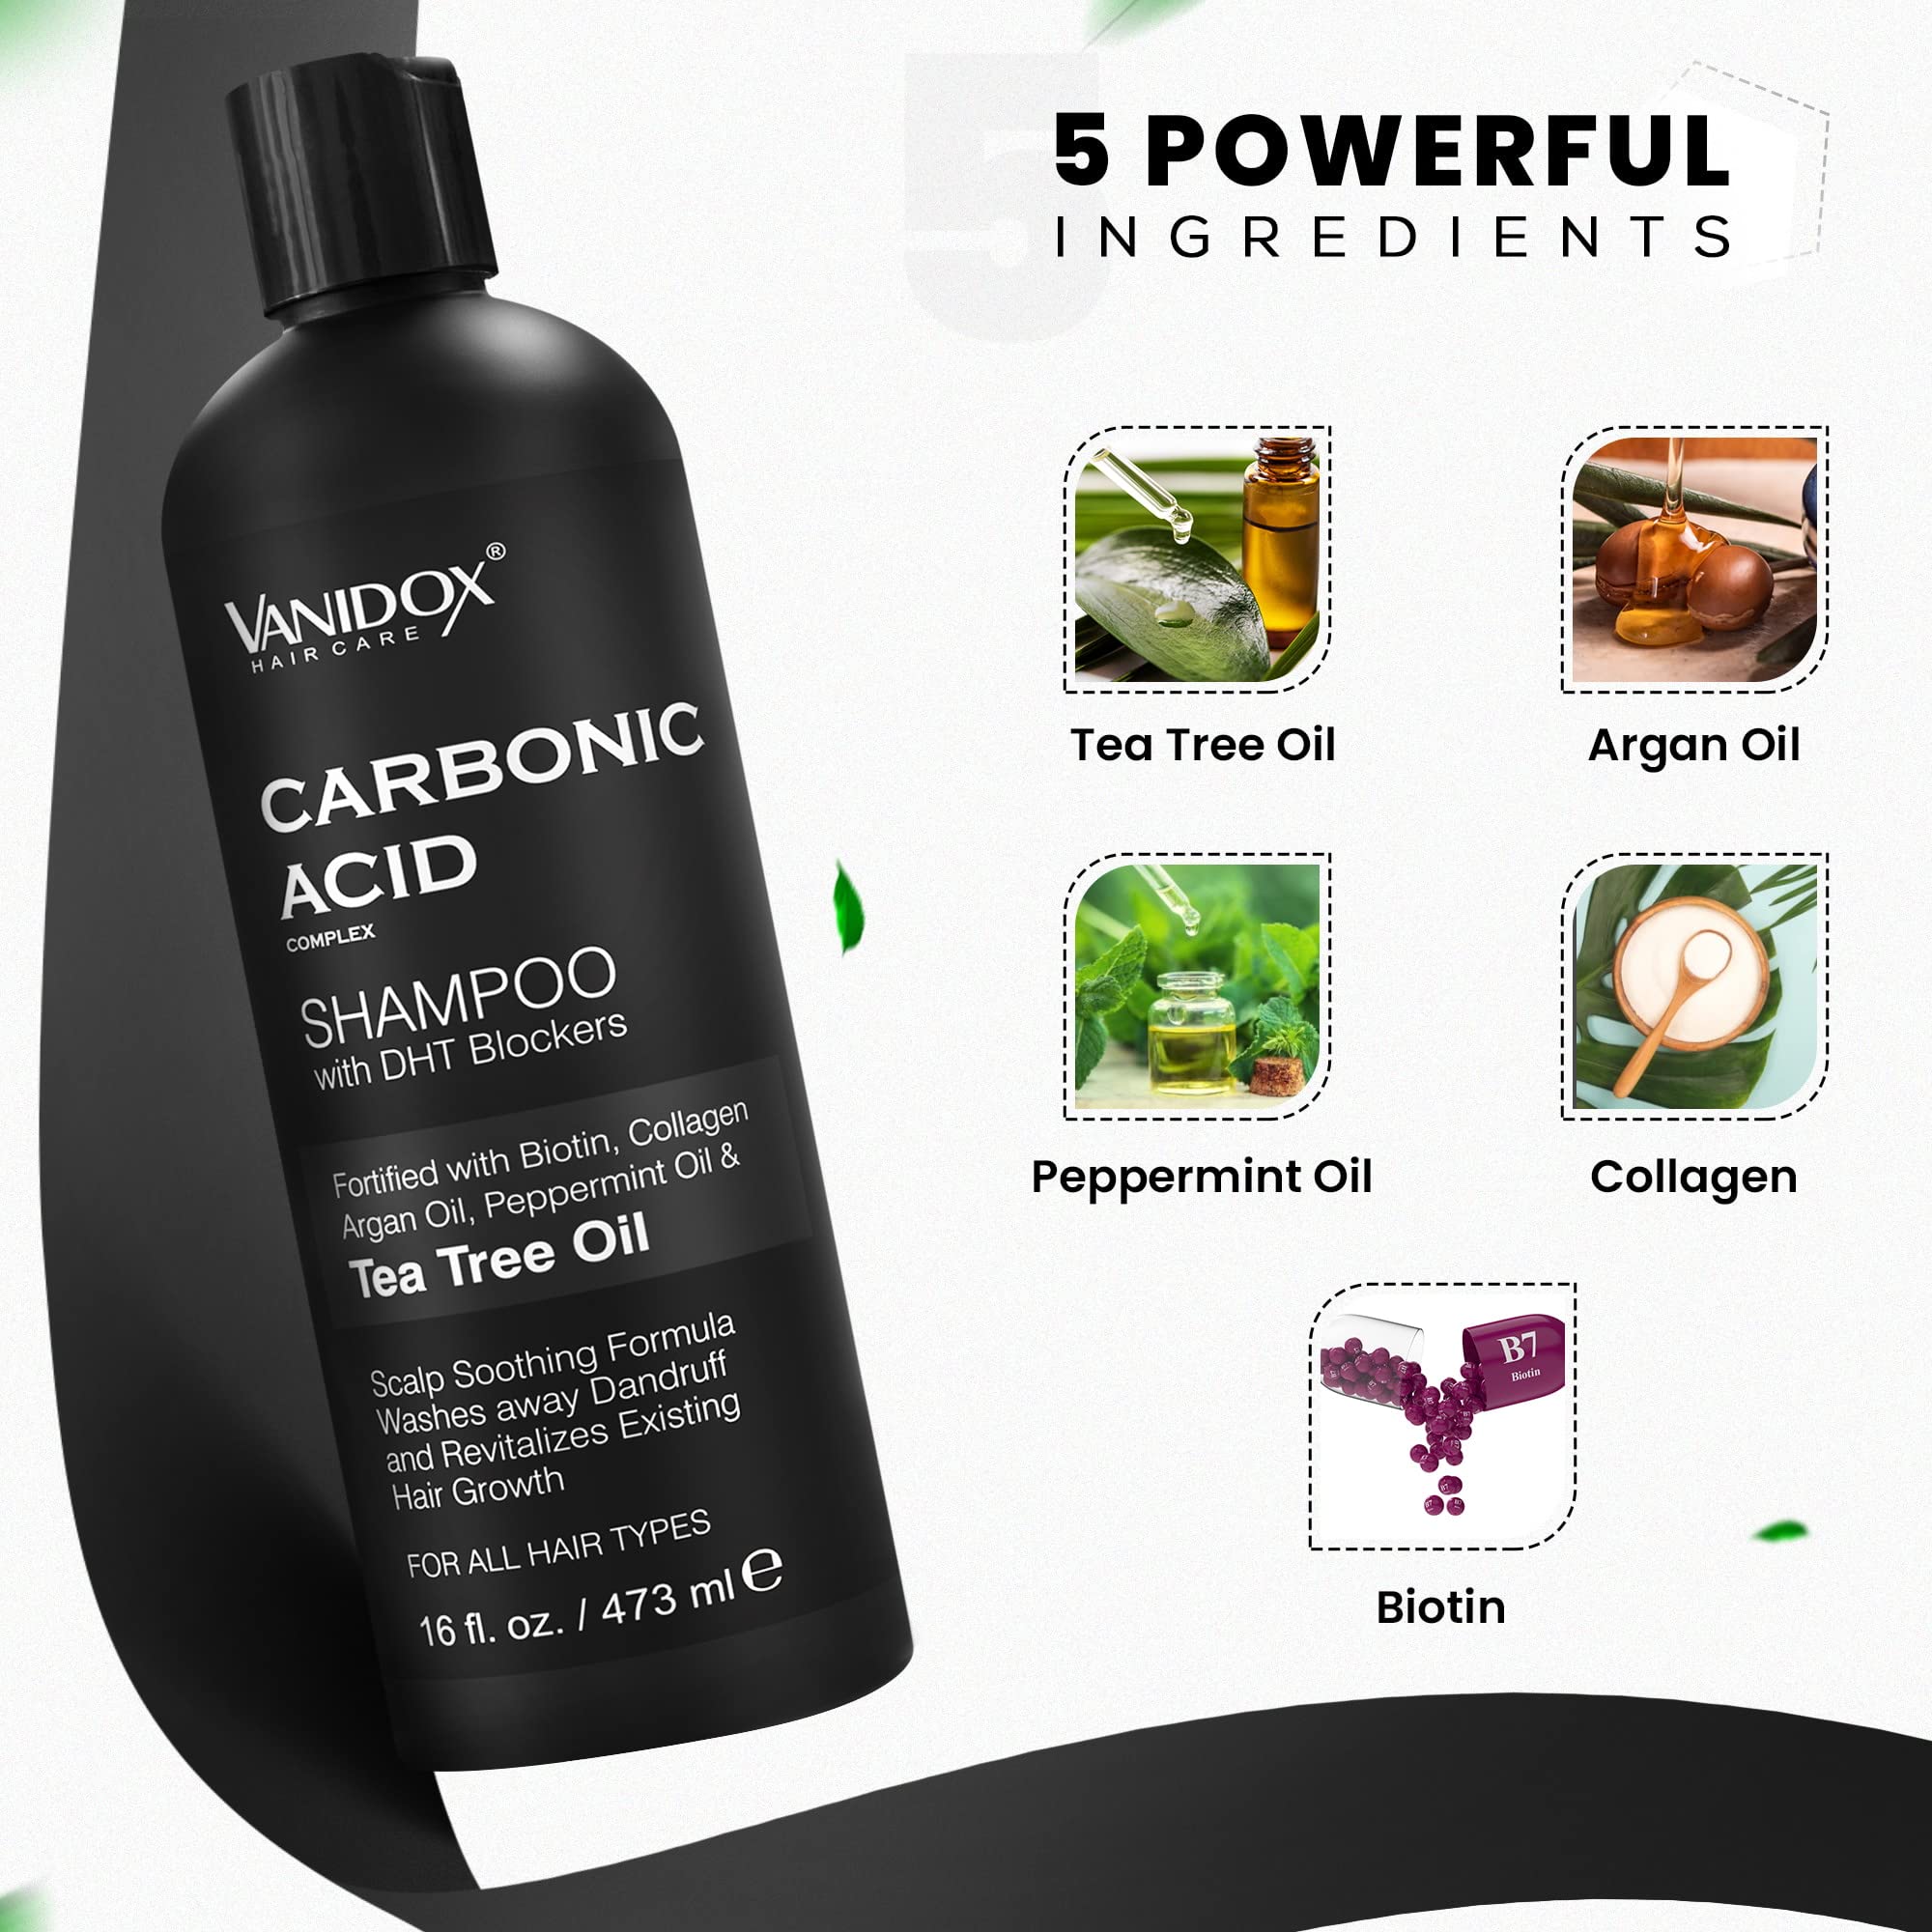 VANIDOX®
HAIR CARE
CARBONIC
ACID
COMPLEX
SHAMPOO
with DHT Blockers
Fortified with Biotin, Collagen
Argan Oil, Peppermint Oil &
Tea Tree Oil
Scalp Soothing Formula
Washes away Dandruff
and Revitalizes Existing
Hair Growth
FOR ALL HAIR TYPES
16 fl. oz. / 473 ml ℮
5
5 POWERFUL
INGREDIENTS
Tea Tree Oil
Argan Oil
Peppermint Oil
Collagen
B7
Biotin
Biotin